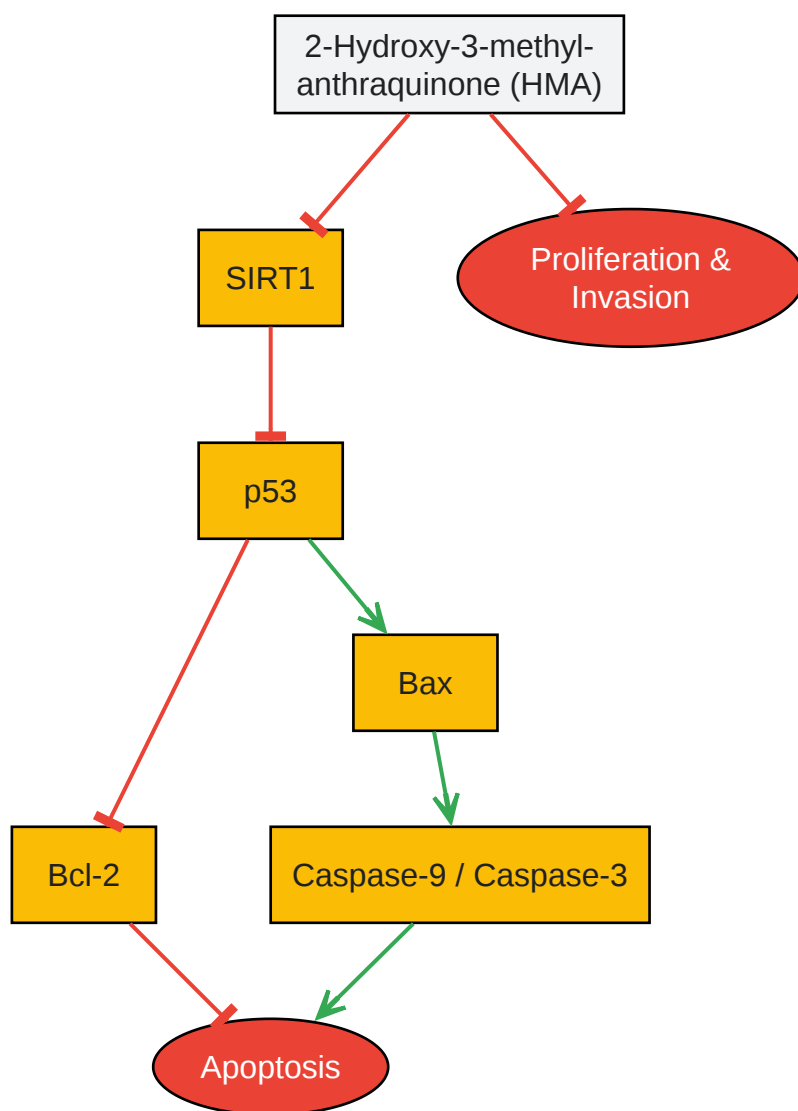 2-Hydroxy-3-methyl-
anthraquinone (HMA)
SIRT1
Proliferation &
Invasion
p53
Bax
Bcl-2
Caspase-9 / Caspase-3
Apoptosis